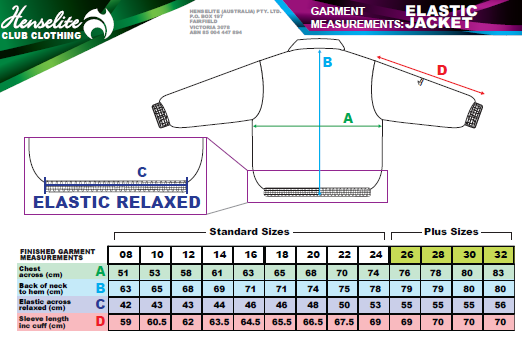 Henselite
CLUB CLOTHING
HENSELITE (AUSTRALIA) PTY. LTD.
P.O. BOX 197
FAIRFIELD
VICTORIA 3078
ABN 83 004 447 694
GARMENT
MEASUREMENTS:
ELASTIC
JACKET
B
D
A
C
ELASTIC RELAXED
Standard Sizes Plus Sizes
FINISHED GARMENT
MEASUREMENTS
08 10 12 14 16 18 20 22 24 26 28 30 32
Chest
across (cm) A 51 53 58 61 63 65 68 70 74 76 78 80 83
Back of neck
to hem (cm) B 63 65 68 69 71 71 74 75 78 79 79 80 80
Elastic across
relaxed (cm) C 42 43 43 44 46 46 48 50 53 55 55 55 56
Sleeve length
inc cuff (cm) D 59 60.5 62 63.5 64.5 65.5 66.5 67.5 69 69 70 70 70